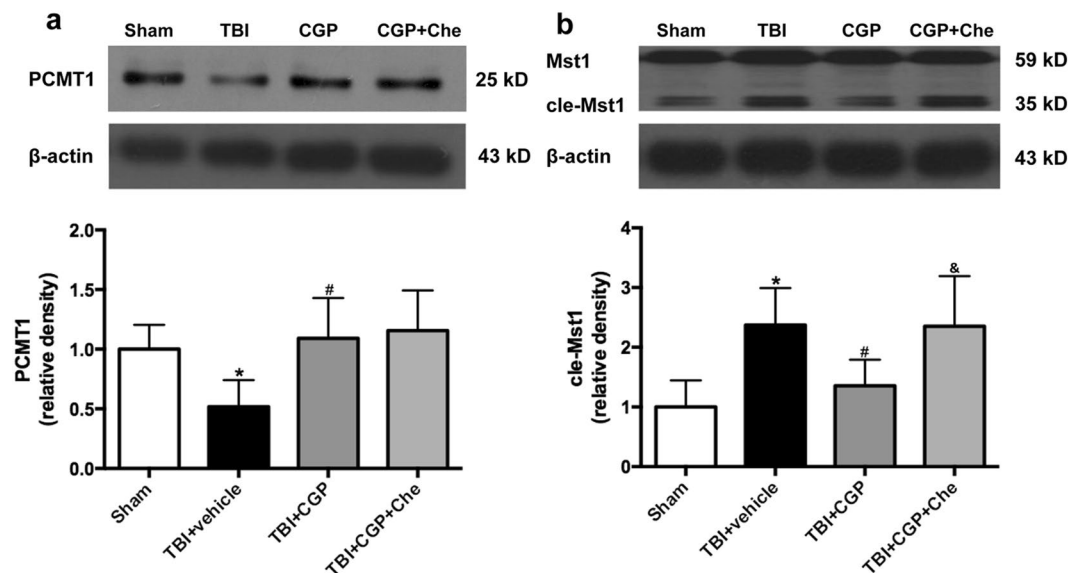 a
Sham TBI CGP CGP+Che
PCMT1 25 kD
β-actin 43 kD
PCMT1
(relative density)
2.0
1.5
1.0
0.5
0.0
*
#
Sham
TBI+vehicle
TBI+CGP
TBI+CGP+Che
b
Sham TBI CGP CGP+Che
Mst1 59 kD
cle-Mst1 35 kD
β-actin 43 kD
cle-Mst1
(relative density)
4
3
2
1
0
*
#
&
Sham
TBI+vehicle
TBI+CGP
TBI+CGP+Che